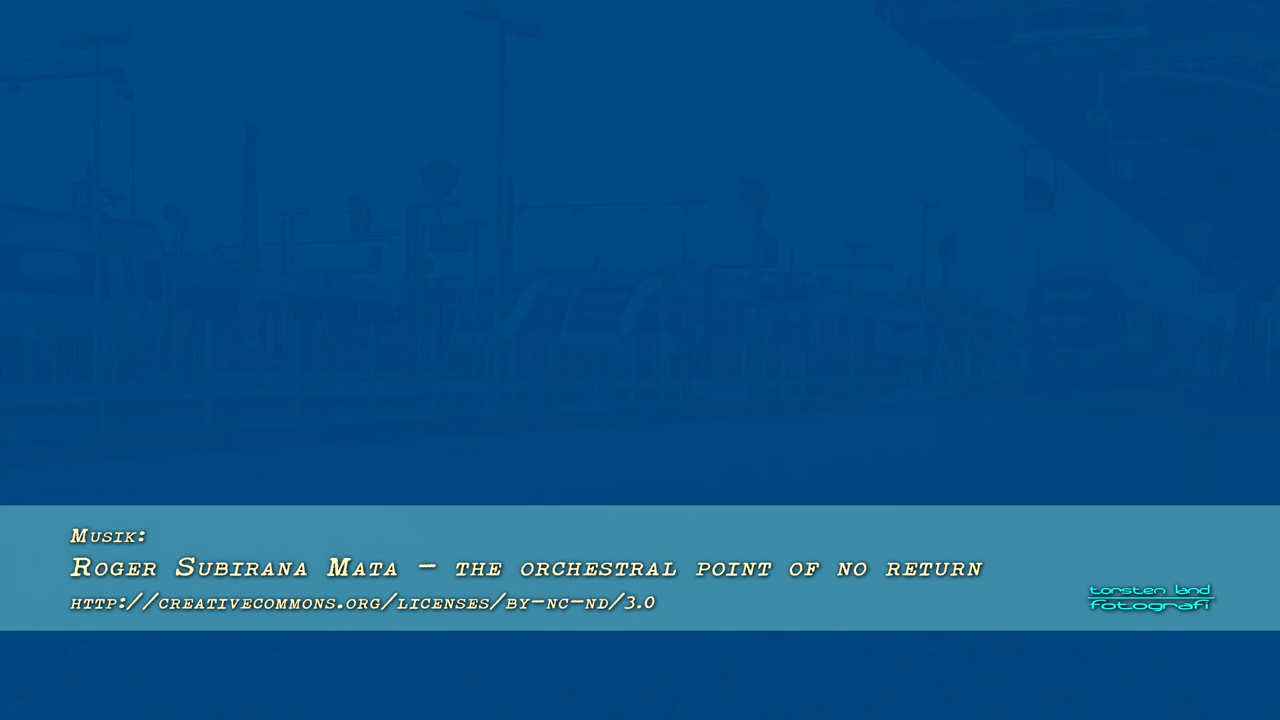 Musik:
Roger Subirana Mata – the orchestral point of no return
http://creativecommons.org/licenses/by-nc-nd/3.0
torsten land
fotografi